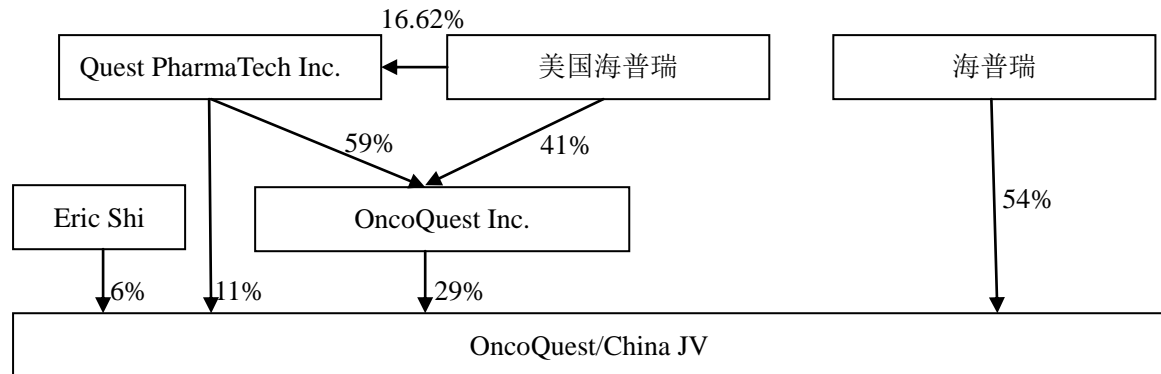 16.62%
Quest PharmaTech Inc.
美国海普瑞
海普瑞
59%
41%
Eric Shi
OncoQuest Inc.
54%
6%
11%
29%
OncoQuest/China JV